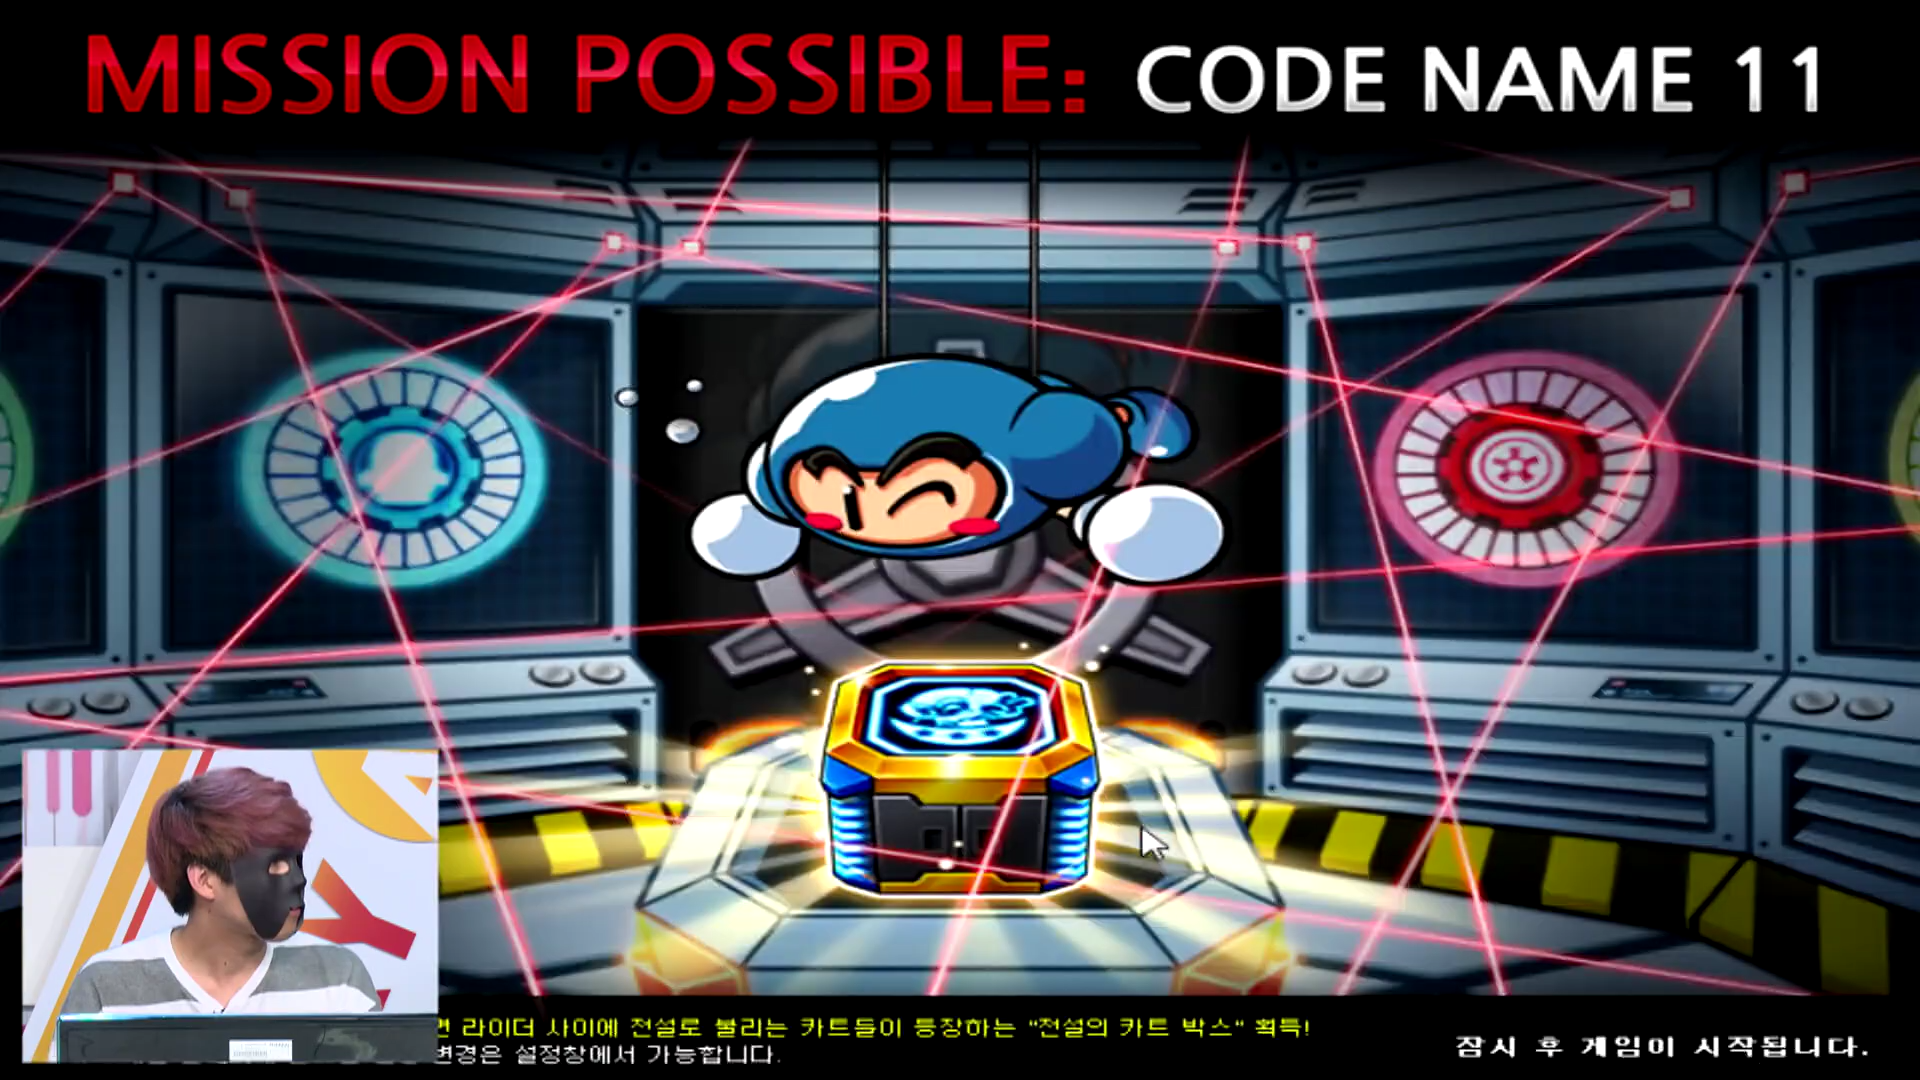 MISSION POSSIBLE: CODE NAME 11
라이더 사이에 전설로 불리는 카트들이 등장하는 "전설의 카트 박스" 획득!
변경은 설정창에서 가능합니다.
잠시 후 게임이 시작됩니다.